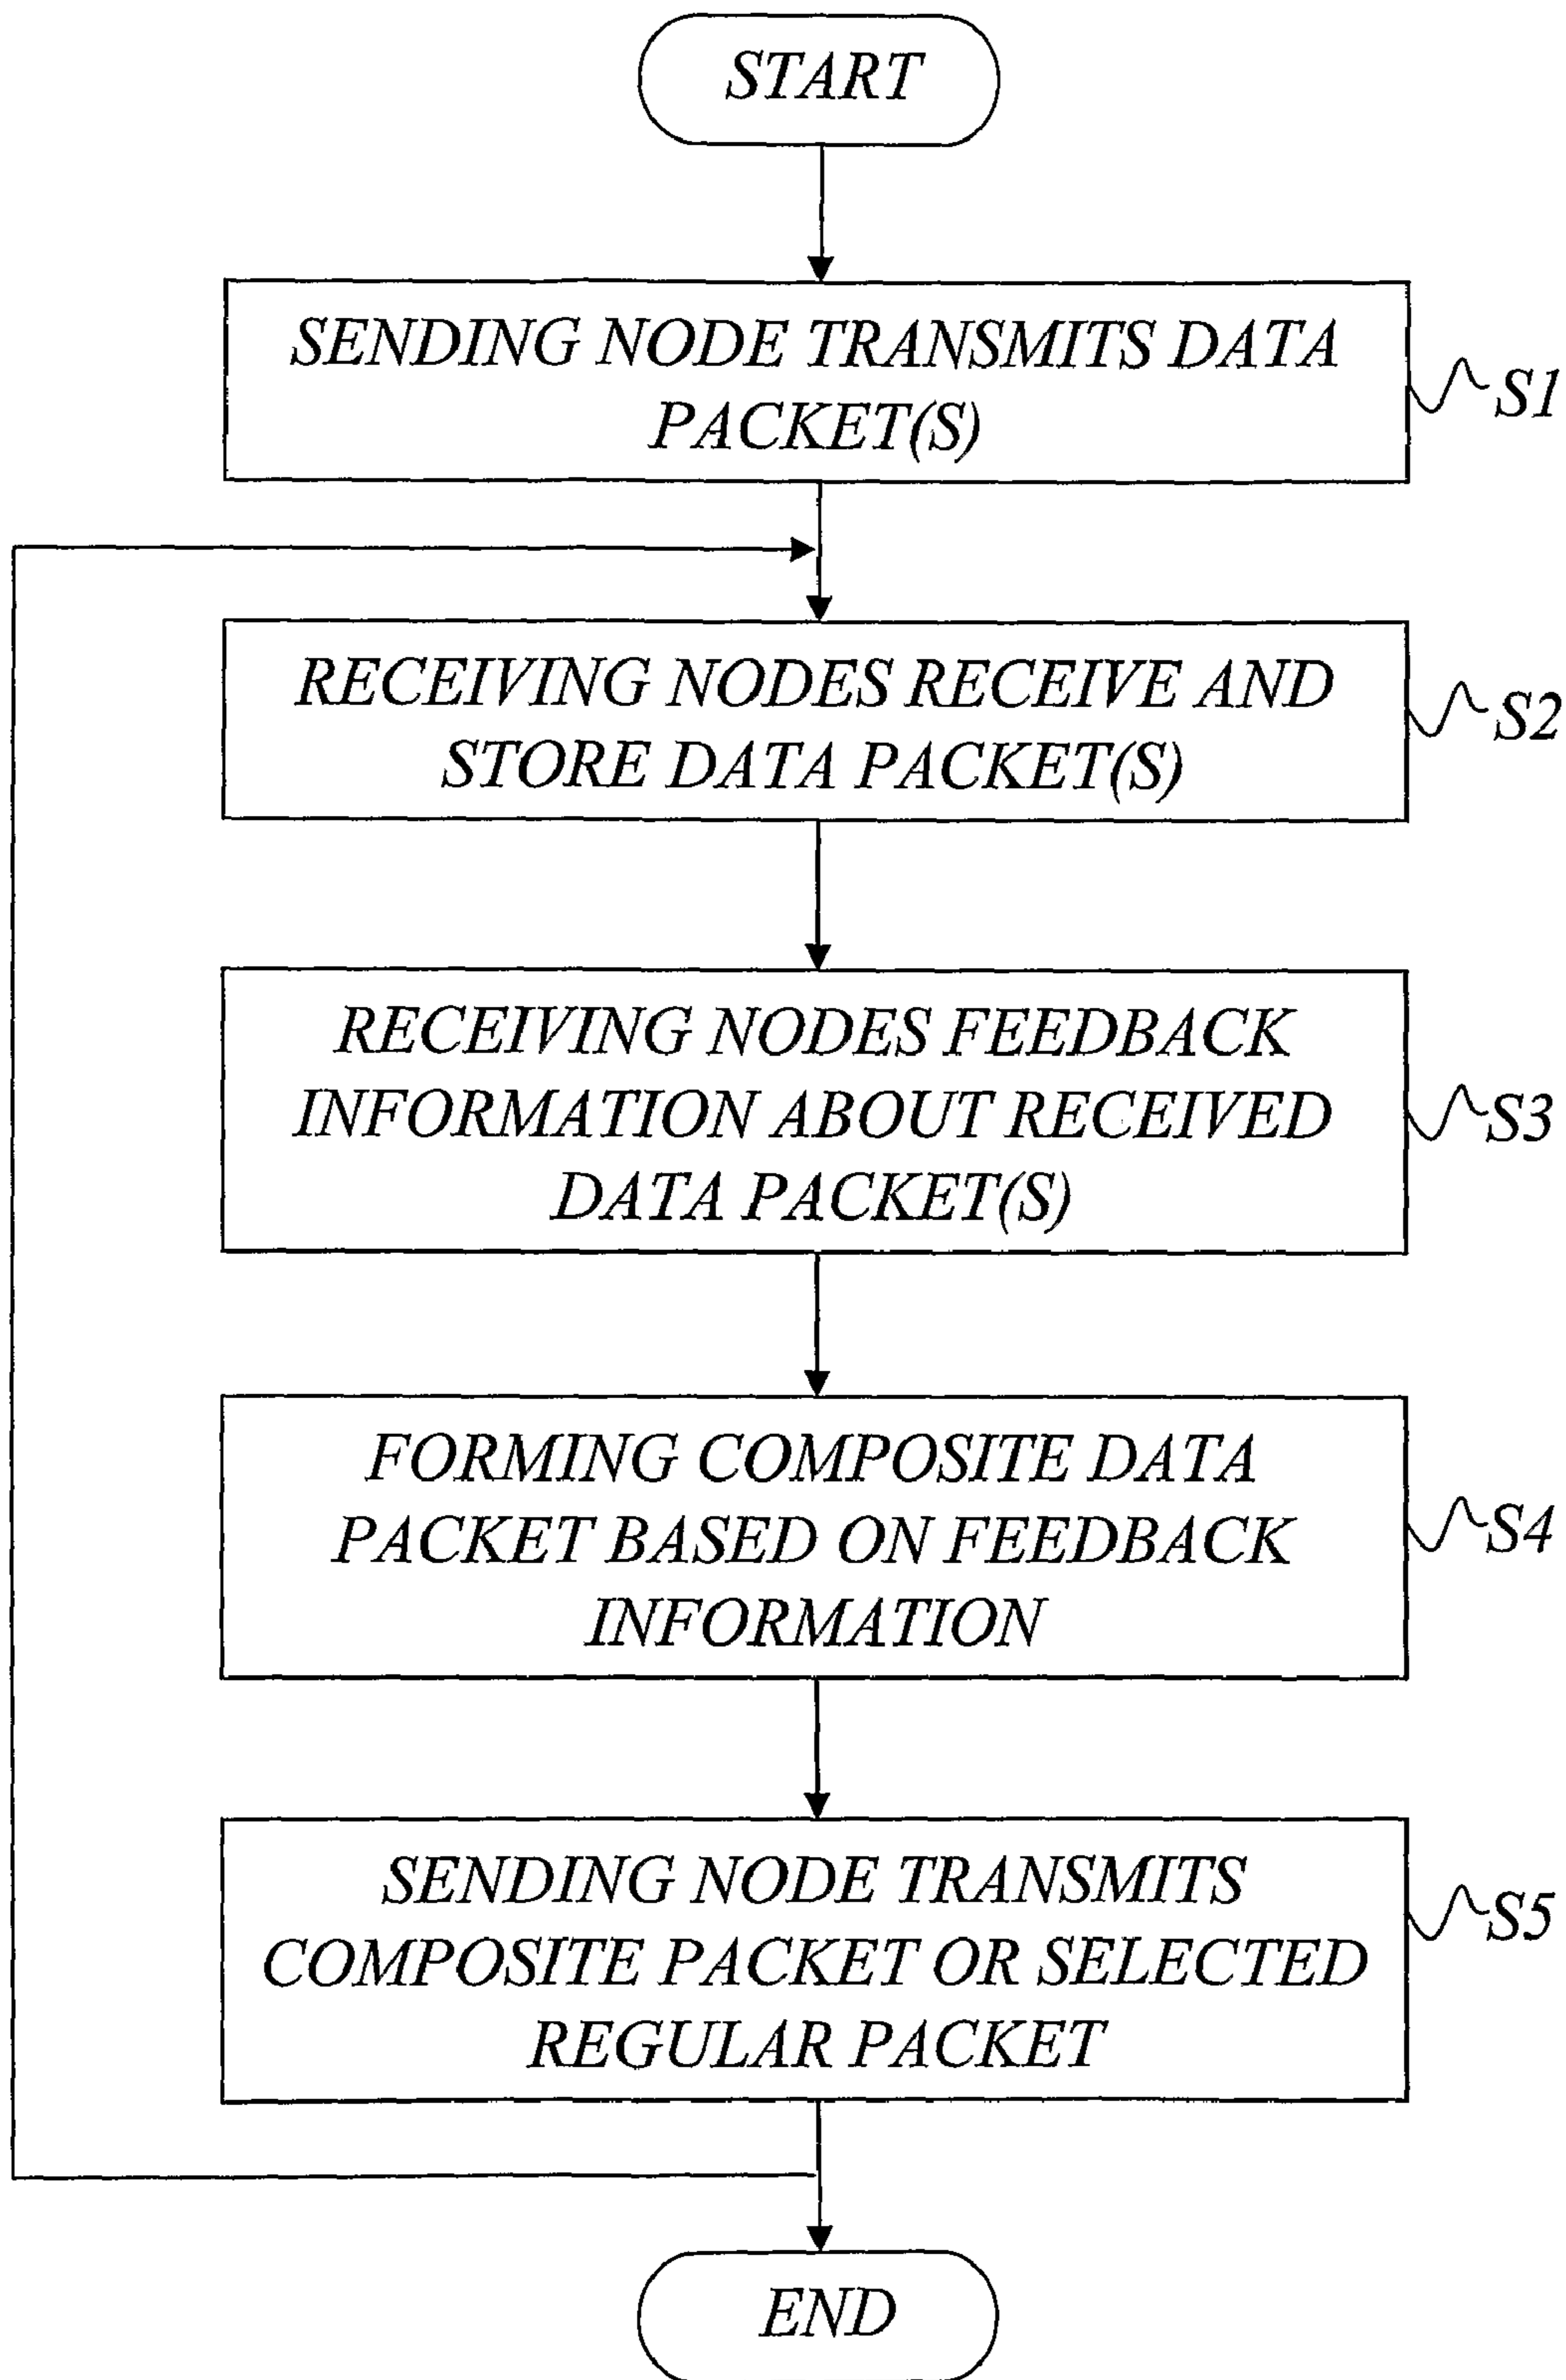 START
SENDING NODE TRANSMITS DATA
PACKET(S)
S1
RECEIVING NODES RECEIVE AND
STORE DATA PACKET(S)
S2
RECEIVING NODES FEEDBACK
INFORMATION ABOUT RECEIVED
DATA PACKET(S)
S3
FORMING COMPOSITE DATA
PACKET BASED ON FEEDBACK
INFORMATION
S4
SENDING NODE TRANSMITS
COMPOSITE PACKET OR SELECTED
REGULAR PACKET
S5
END